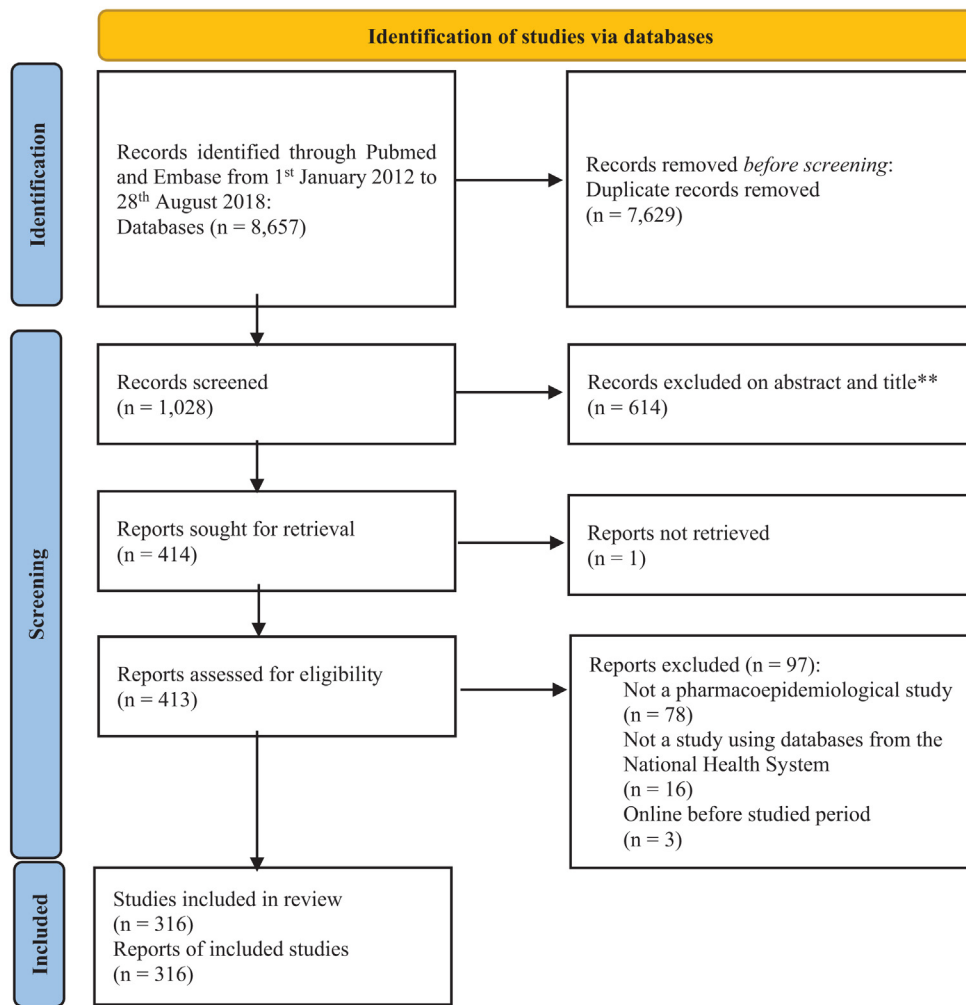 Identification of studies via databases
Identification
Records identified through Pubmed
and Embase from 1st January 2012 to
28th August 2018:
Databases (n = 8,657)
Records removed before screening:
Duplicate records removed
(n = 7,629)
Screening
Records screened
(n = 1,028)
Records excluded on abstract and title**
(n = 614)
Reports sought for retrieval
(n = 414)
Reports not retrieved
(n = 1)
Reports assessed for eligibility
(n = 413)
Reports excluded (n = 97):
Not a pharmacoepidemiological study
(n = 78)
Not a study using databases from the
National Health System
(n = 16)
Online before studied period
(n = 3)
Included
Studies included in review
(n = 316)
Reports of included studies
(n = 316)